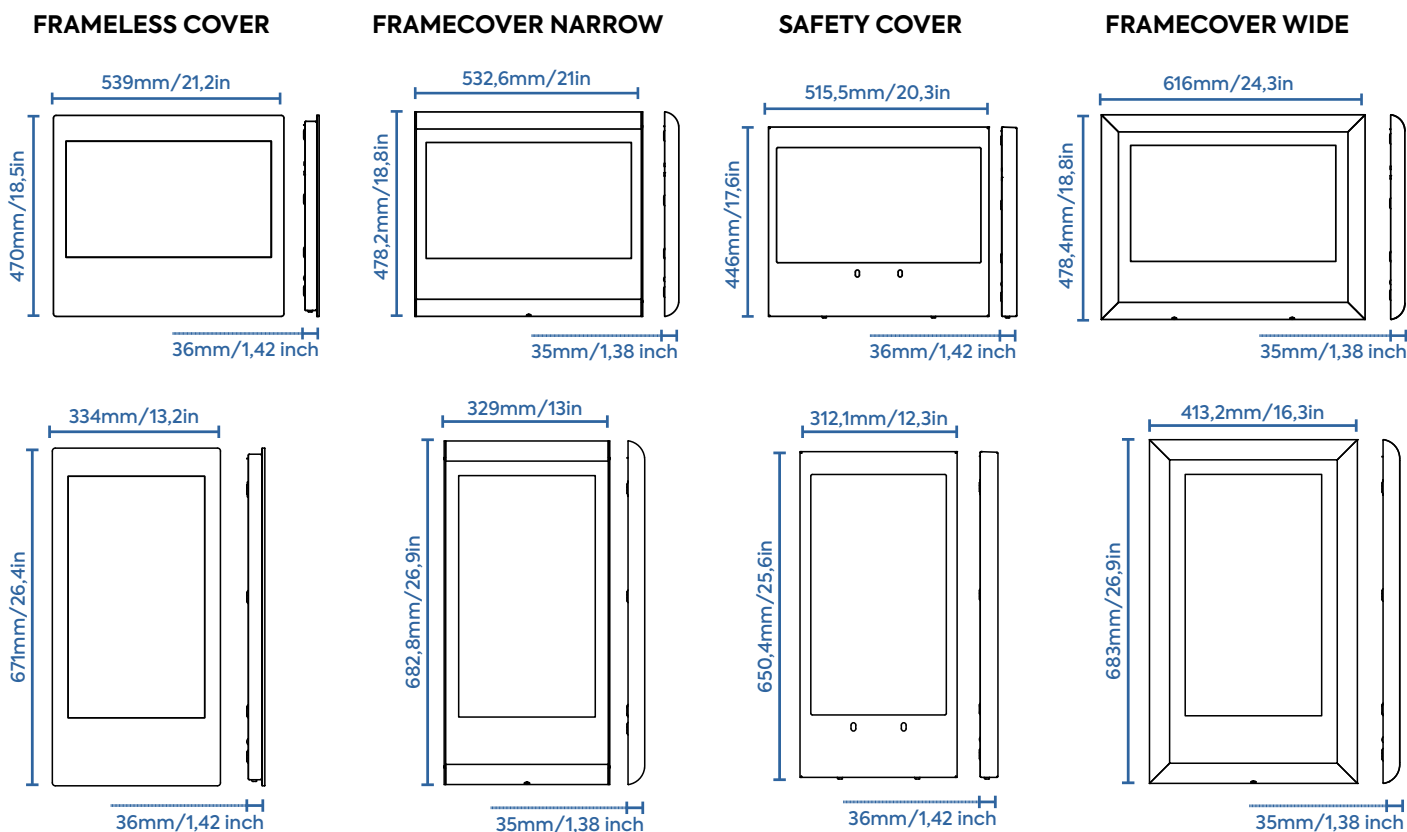 FRAMELESS COVER
FRAMECOVER NARROW
SAFETY COVER
FRAMECOVER WIDE
539mm/21,2in
470mm/18,5in
36mm/1,42 inch
532,6mm/21in
478,2mm/18,8in
35mm/1,38 inch
515,5mm/20,3in
446mm/17,6in
36mm/1,42 inch
616mm/24,3in
478,4mm/18,8in
35mm/1,38 inch
334mm/13,2in
671mm/26,4in
36mm/1,42 inch
329mm/13in
682,8mm/26,9in
35mm/1,38 inch
312,1mm/12,3in
650,4mm/25,6in
36mm/1,42 inch
413,2mm/16,3in
683mm/26,9in
35mm/1,38 inch